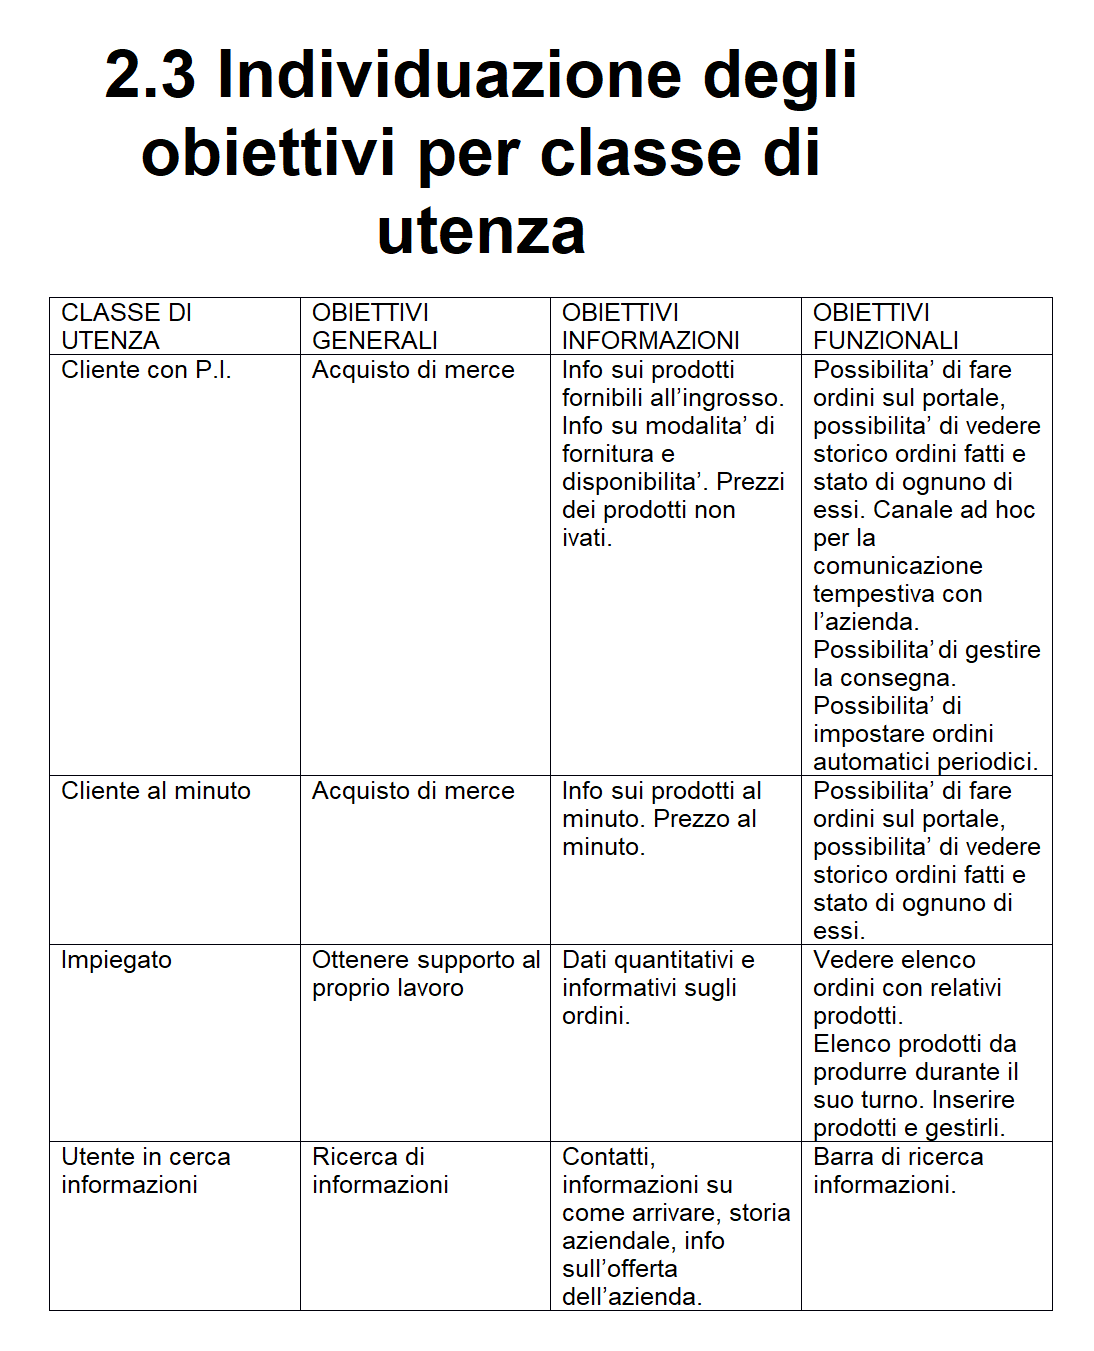 2.3 Individuazione degli
obiettivi per classe di
utenza
CLASSE DI
UTENZA
OBIETTIVI
GENERALI
OBIETTIVI
INFORMAZIONI
OBIETTIVI
FUNZIONALI
Cliente con P.I.
Acquisto di merce
Info sui prodotti
fornibili all’ingrosso.
Info su modalita’ di
fornitura e
disponibilita’. Prezzi
dei prodotti non
ivati.
Possibilita’ di fare
ordini sul portale,
possibilita’ di vedere
storico ordini fatti e
stato di ognuno di
essi. Canale ad hoc
per la
comunicazione
tempestiva con
l’azienda.
Possibilita’ di gestire
la consegna.
Possibilita’ di
impostare ordini
automatici periodici.
Cliente al minuto
Acquisto di merce
Info sui prodotti al
minuto. Prezzo al
minuto.
Possibilita’ di fare
ordini sul portale,
possibilita’ di vedere
storico ordini fatti e
stato di ognuno di
essi.
Impiegato
Ottenere supporto al
proprio lavoro
Dati quantitativi e
informativi sugli
ordini.
Vedere elenco
ordini con relativi
prodotti.
Elenco prodotti da
produrre durante il
suo turno. Inserire
prodotti e gestirli.
Utente in cerca
informazioni
Ricerca di
informazioni
Contatti,
informazioni su
come arrivare, storia
aziendale, info
sull’offerta
dell’azienda.
Barra di ricerca
informazioni.